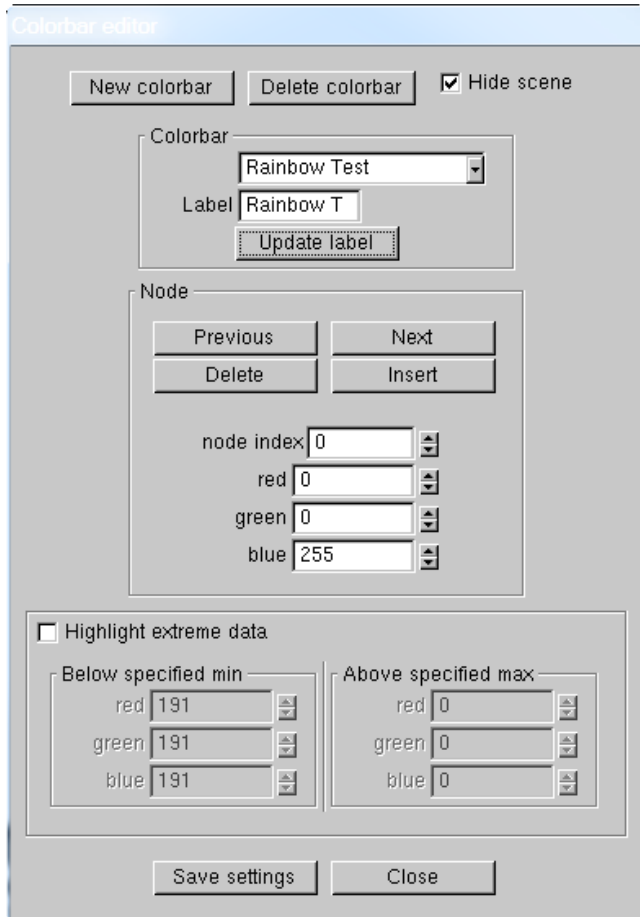 Colorbar editor
New colorbar Delete colorbar Hide scene
Colorbar
Rainbow Test
Label Rainbow T
Update label
Node
Previous Next
Delete Insert
node index 0
red 0
green 0
blue 255
Highlight extreme data
Below specified min Above specified max
red 191 red 0
green 191 green 0
blue 191 blue 0
Save settings Close